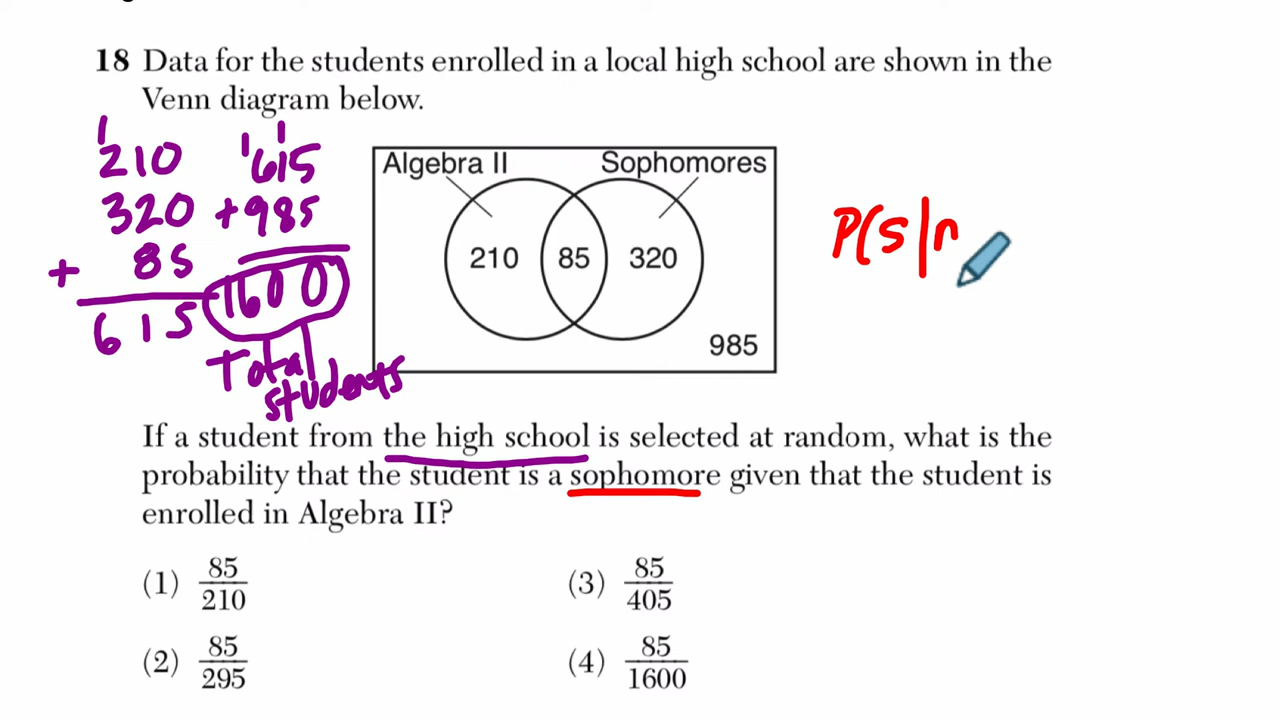 18 Data for the students enrolled in a local high school are shown in the
Venn diagram below.
210
320
+ 85
615
615
+985
1600
Total
students
Algebra II
Sophomores
210
85
320
985
P(S|
If a student from the high school is selected at random, what is the
probability that the student is a sophomore given that the student is
enrolled in Algebra II?
(1) 85/210
(3) 85/405
(2) 85/295
(4) 85/1600